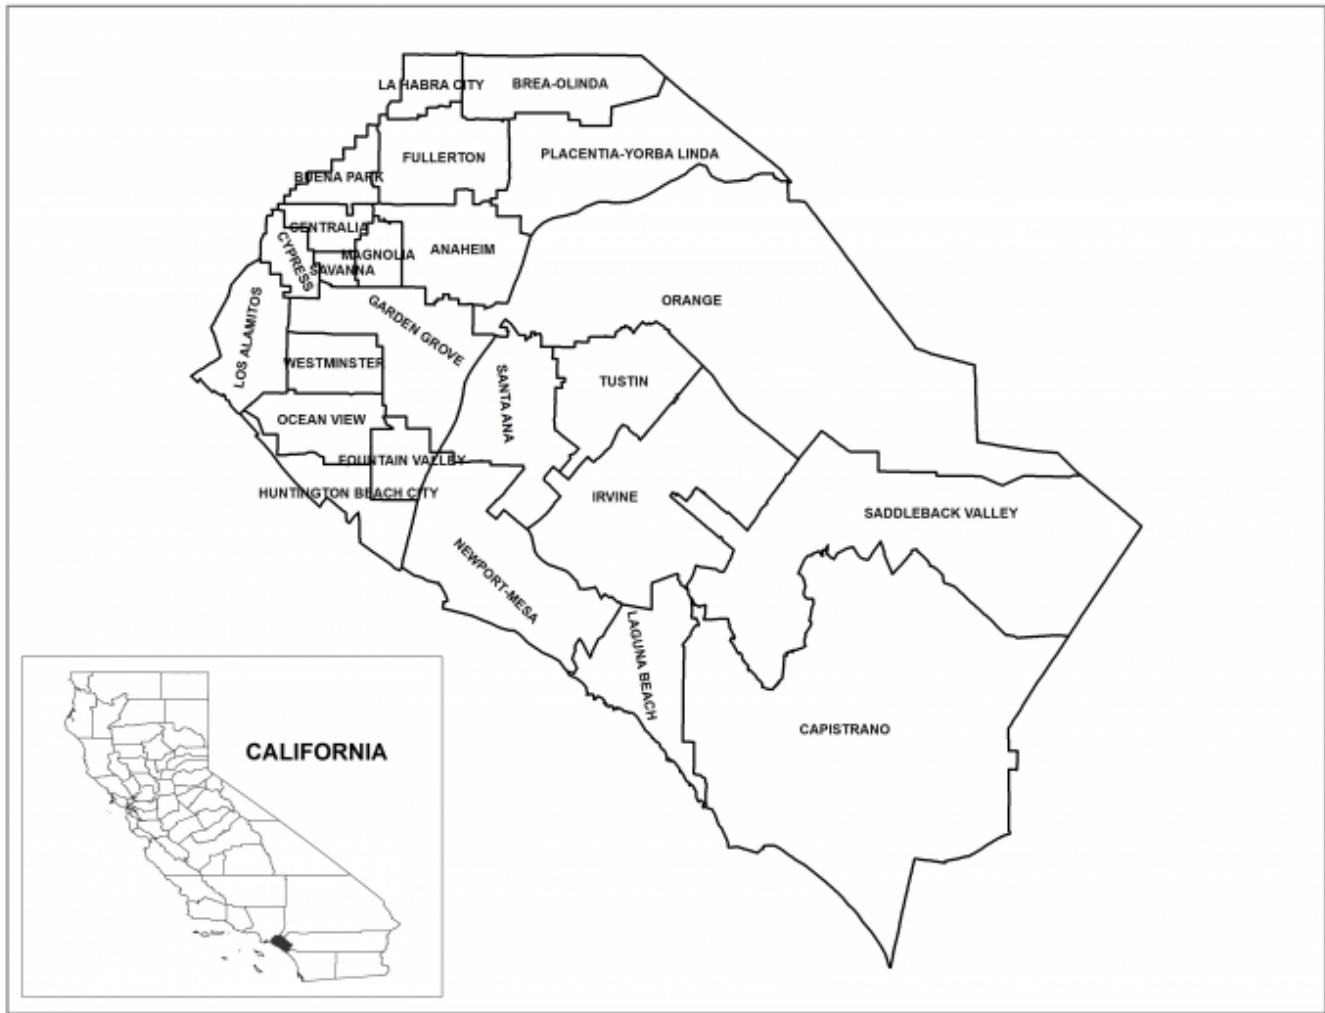 LA HABRA CITY
BREA-OLINDA
FULLERTON
PLACENTIA-YORBA LINDA
BUENA PARK
CENTRALIA
CYPRESS
MAGNOLIA
ANAHEIM
SAVANNA
ORANGE
LOS ALAMITOS
GARDEN GROVE
WESTMINSTER
SANTA ANA
TUSTIN
OCEAN VIEW
FOUNTAIN VALLEY
HUNTINGTON BEACH CITY
IRVINE
SADDLEBACK VALLEY
NEWPORT-MESA
LAGUNA BEACH
CAPISTRANO
CALIFORNIA